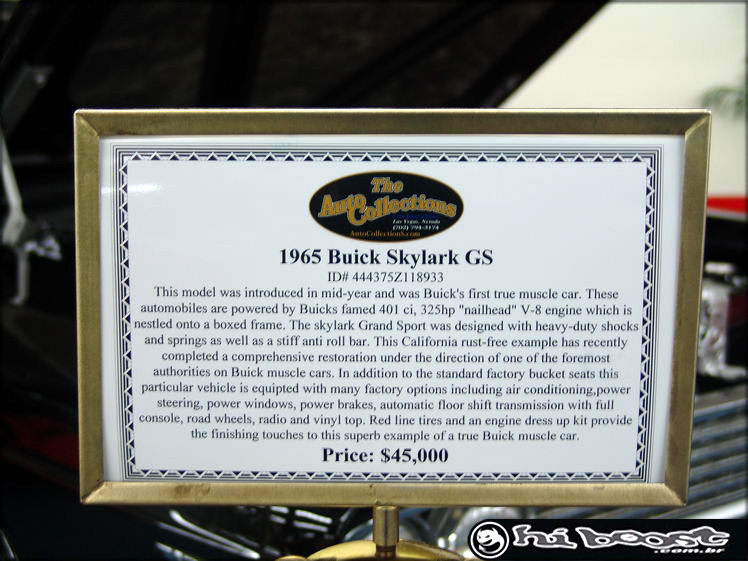 The
Auto
Collections
Las Vegas, Nevada
(702) 794-3174
AutoCollectionS.com
1965 Buick Skylark GS
ID# 444375Z118933
This model was introduced in mid-year and was Buick's first true muscle car. These
automobiles are powered by Buicks famed 401 ci, 325hp "nailhead" V-8 engine which is
nestled onto a boxed frame. The skylark Grand Sport was designed with heavy-duty shocks
and springs as well as a stiff anti roll bar. This California rust-free example has recently
completed a comprehensive restoration under the direction of one of the foremost
authorities on Buick muscle cars. In addition to the standard factory bucket seats this
particular vehicle is equipted with many factory options including air conditioning,power
steering, power windows, power brakes, automatic floor shift transmission with full
console, road wheels, radio and vinyl top. Red line tires and an engine dress up kit provide
the finishing touches to this superb example of a true Buick muscle car.
Price: $45,000
hi boost
.com.br